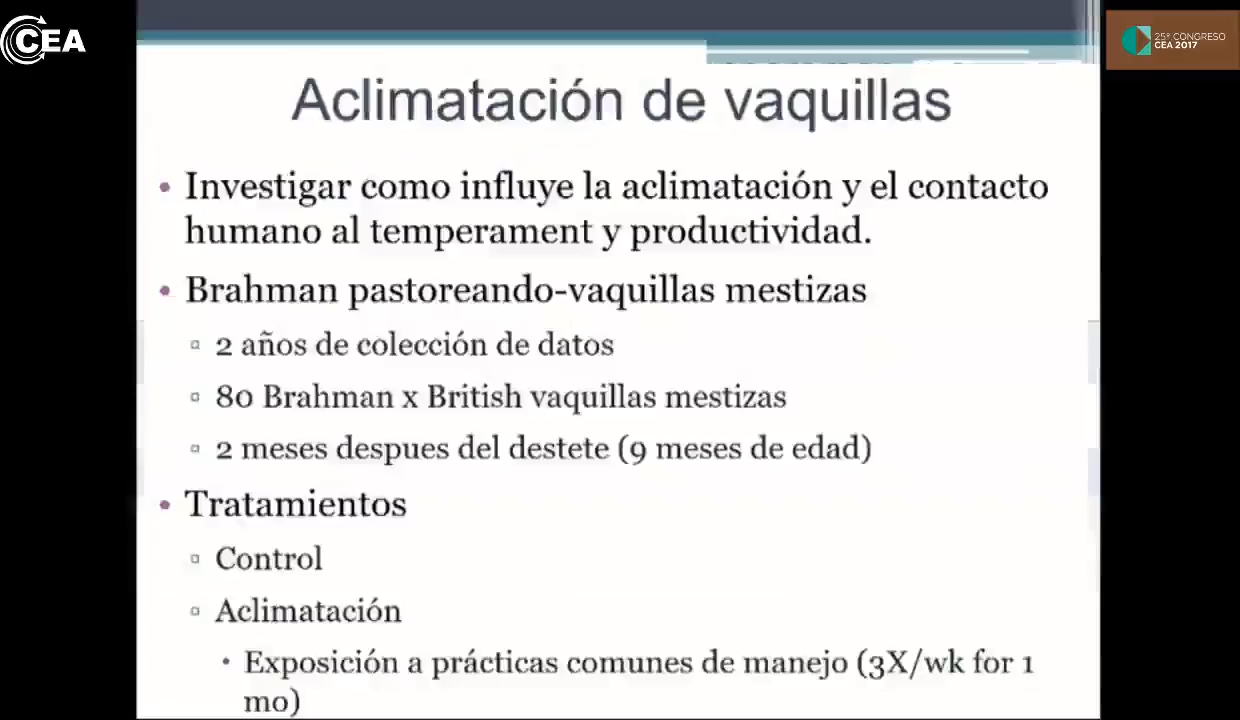 CEA
25º CONGRESO
CEA 2017
Aclimatación de vaquillas
• Investigar como influye la aclimatación y el contacto
humano al temperament y productividad.
• Brahman pastoreando-vaquillas mestizas
▫ 2 años de colección de datos
▫ 80 Brahman x British vaquillas mestizas
▫ 2 meses despues del destete (9 meses de edad)
• Tratamientos
▫ Control
▫ Aclimatación
• Exposición a prácticas comunes de manejo (3X/wk for 1
mo)